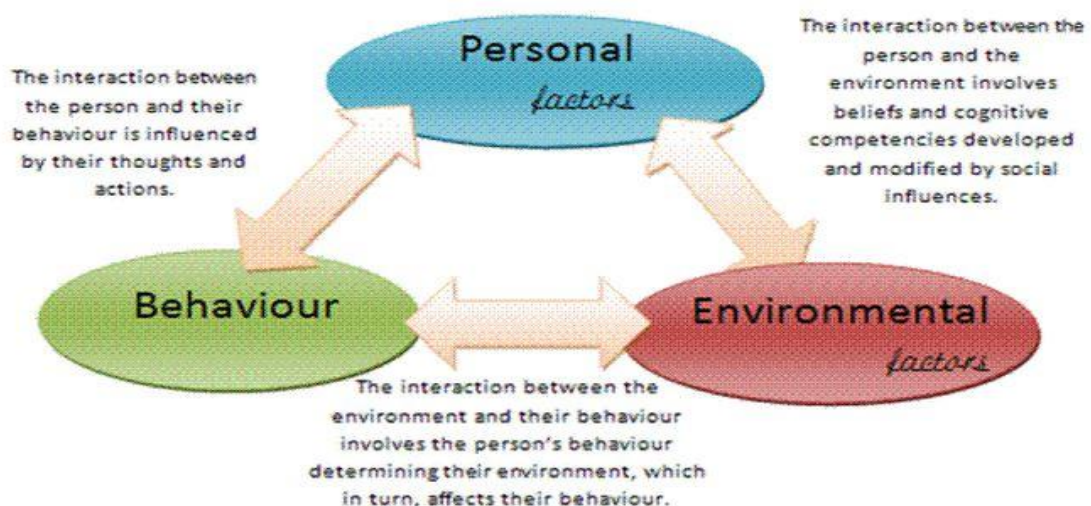 Personal
factors
The interaction between
the person and their
behaviour is influenced
by their thoughts and
actions.
The interaction between the
person and the
environment involves
beliefs and cognitive
competencies developed
and modified by social
influences.
Behaviour
Environmental
factors
The interaction between the
environment and their behaviour
involves the person's behaviour
determining their environment, which
in turn, affects their behaviour.